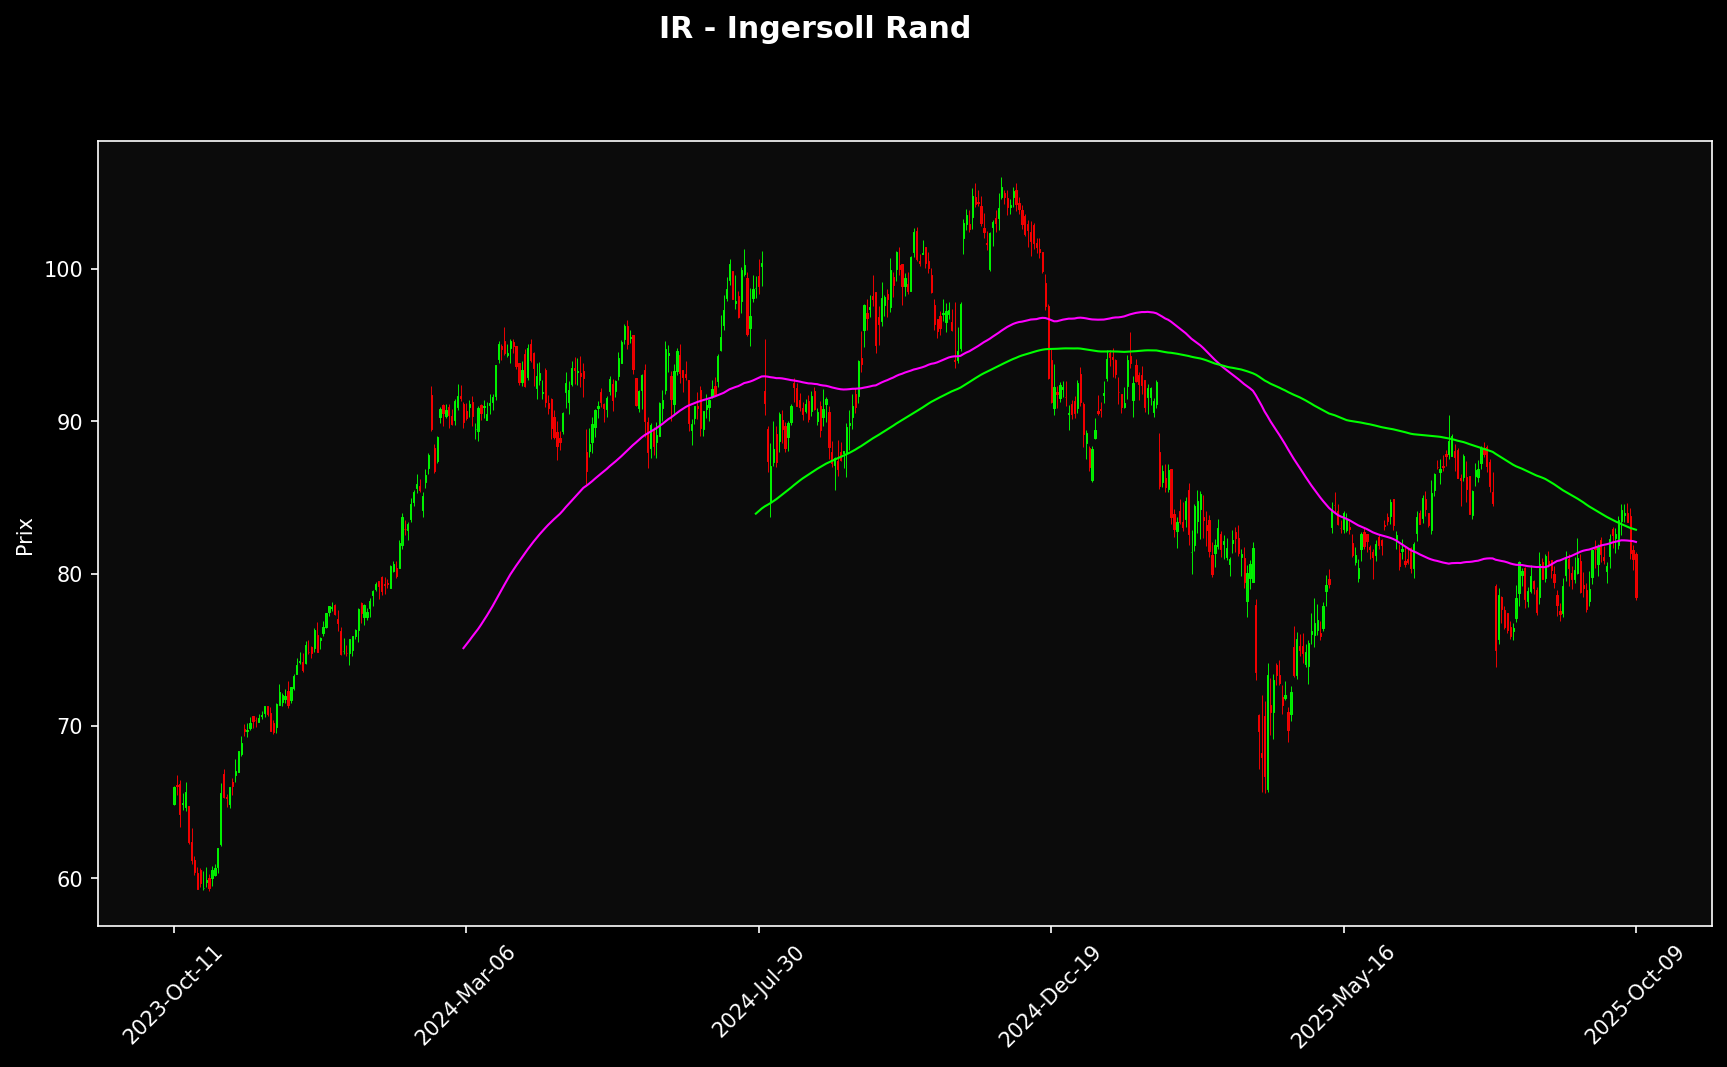 IR - Ingersoll Rand
Prix
100
90
80
70
60
2023-Oct-11
2024-Mar-06
2024-Jul-30
2024-Dec-19
2025-May-16
2025-Oct-09